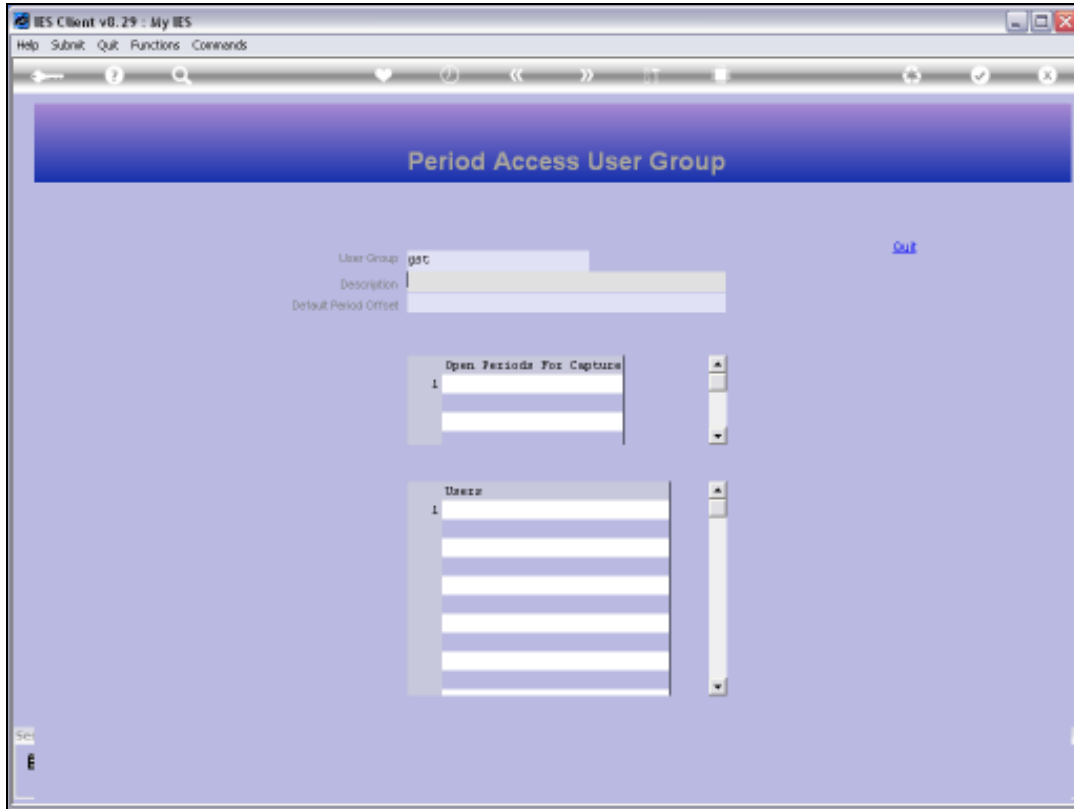 IES Client v8.29 : My IES
Help Submit Quit Functions Commands
Period Access User Group
Quit
User Group gst
Description
Default Period Offset
Open Periods For Capture
1
Users
1